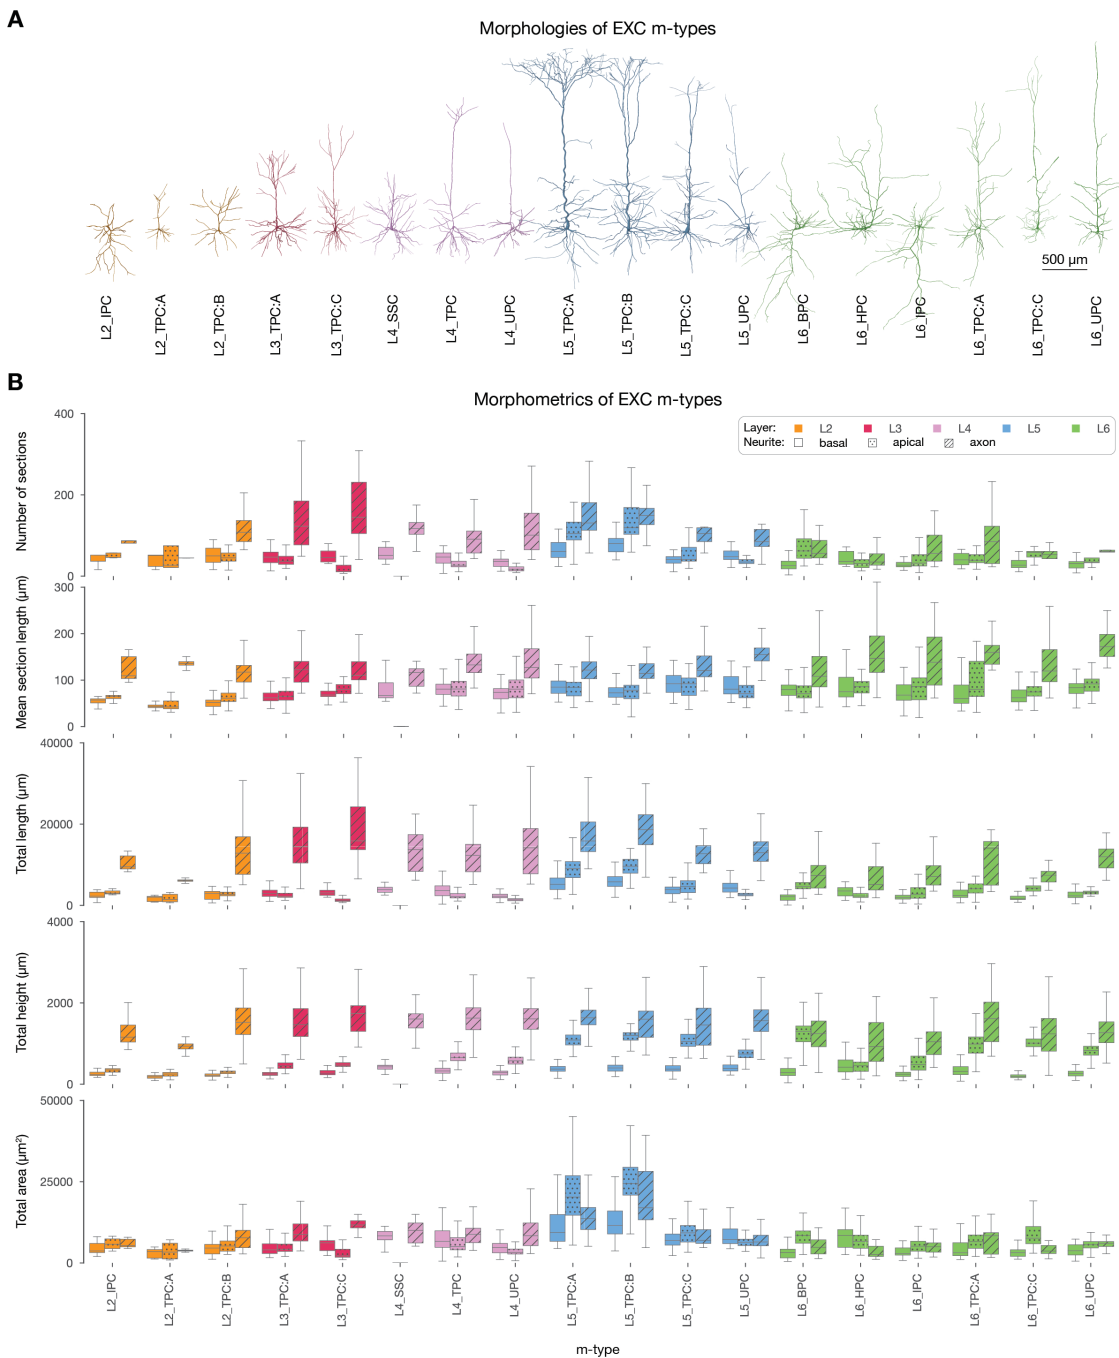 A
Morphologies of EXC m-types
500 µm
L2_IPC
L2_TPC:A
L2_TPC:B
L3_TPC:A
L3_TPC:C
L4_SSC
L4_TPC
L4_UPC
L5_TPC:A
L5_TPC:B
L5_TPC:C
L5_UPC
L6_BPC
L6_HPC
L6_IPC
L6_TPC:A
L6_TPC:C
L6_UPC
B
Morphometrics of EXC m-types
Layer: L2 L3 L4 L5 L6
Neurite: basal apical axon
Number of sections
400
200
0
Mean section length (µm)
300
200
100
0
Total length (µm)
40000
20000
0
Total height (µm)
4000
2000
0
Total area (µm²)
50000
25000
0
L2_IPC
L2_TPC:A
L2_TPC:B
L3_TPC:A
L3_TPC:C
L4_SSC
L4_TPC
L4_UPC
L5_TPC:A
L5_TPC:B
L5_TPC:C
L5_UPC
L6_BPC
L6_HPC
L6_IPC
L6_TPC:A
L6_TPC:C
L6_UPC
m-type